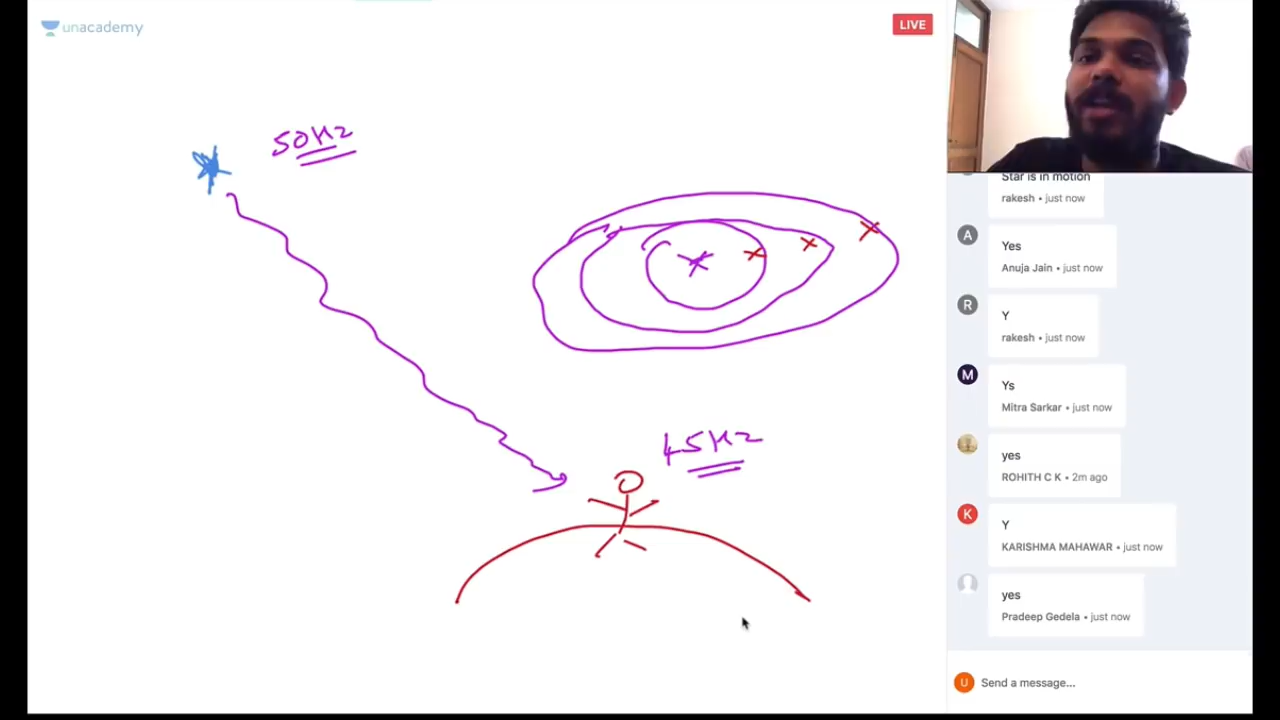 unacademy
LIVE
50Hz
45Hz
Star is in motion
rakesh • just now
A
Yes
Anuja Jain • just now
R
Y
rakesh • just now
M
Ys
Mitra Sarkar • just now
yes
ROHITH C K • 2m ago
K
Y
KARISHMA MAHAWAR • just now
yes
Pradeep Gedela • just now
U
Send a message...